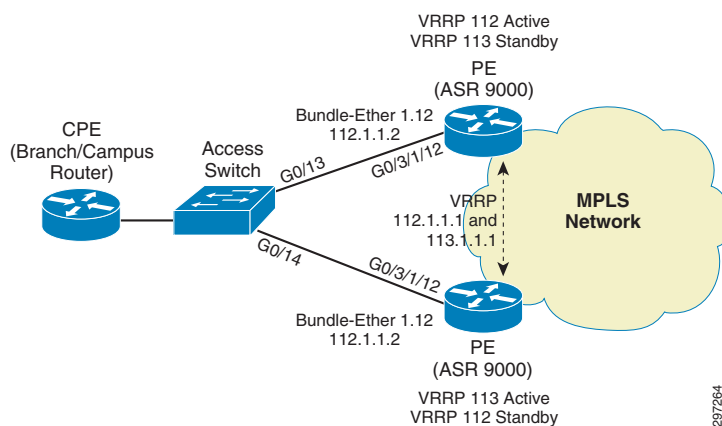 VRRP 112 Active
VRRP 113 Standby
PE
(ASR 9000)
Bundle-Ether 1.12
112.1.1.2
CPE
(Branch/Campus
Router)
Access
Switch
G0/13
G0/3/1/12
VRRP
112.1.1.1 and
113.1.1.1
MPLS
Network
G0/14
G0/3/1/12
Bundle-Ether 1.12
112.1.1.2
PE
(ASR 9000)
VRRP 113 Active
VRRP 112 Standby
297264